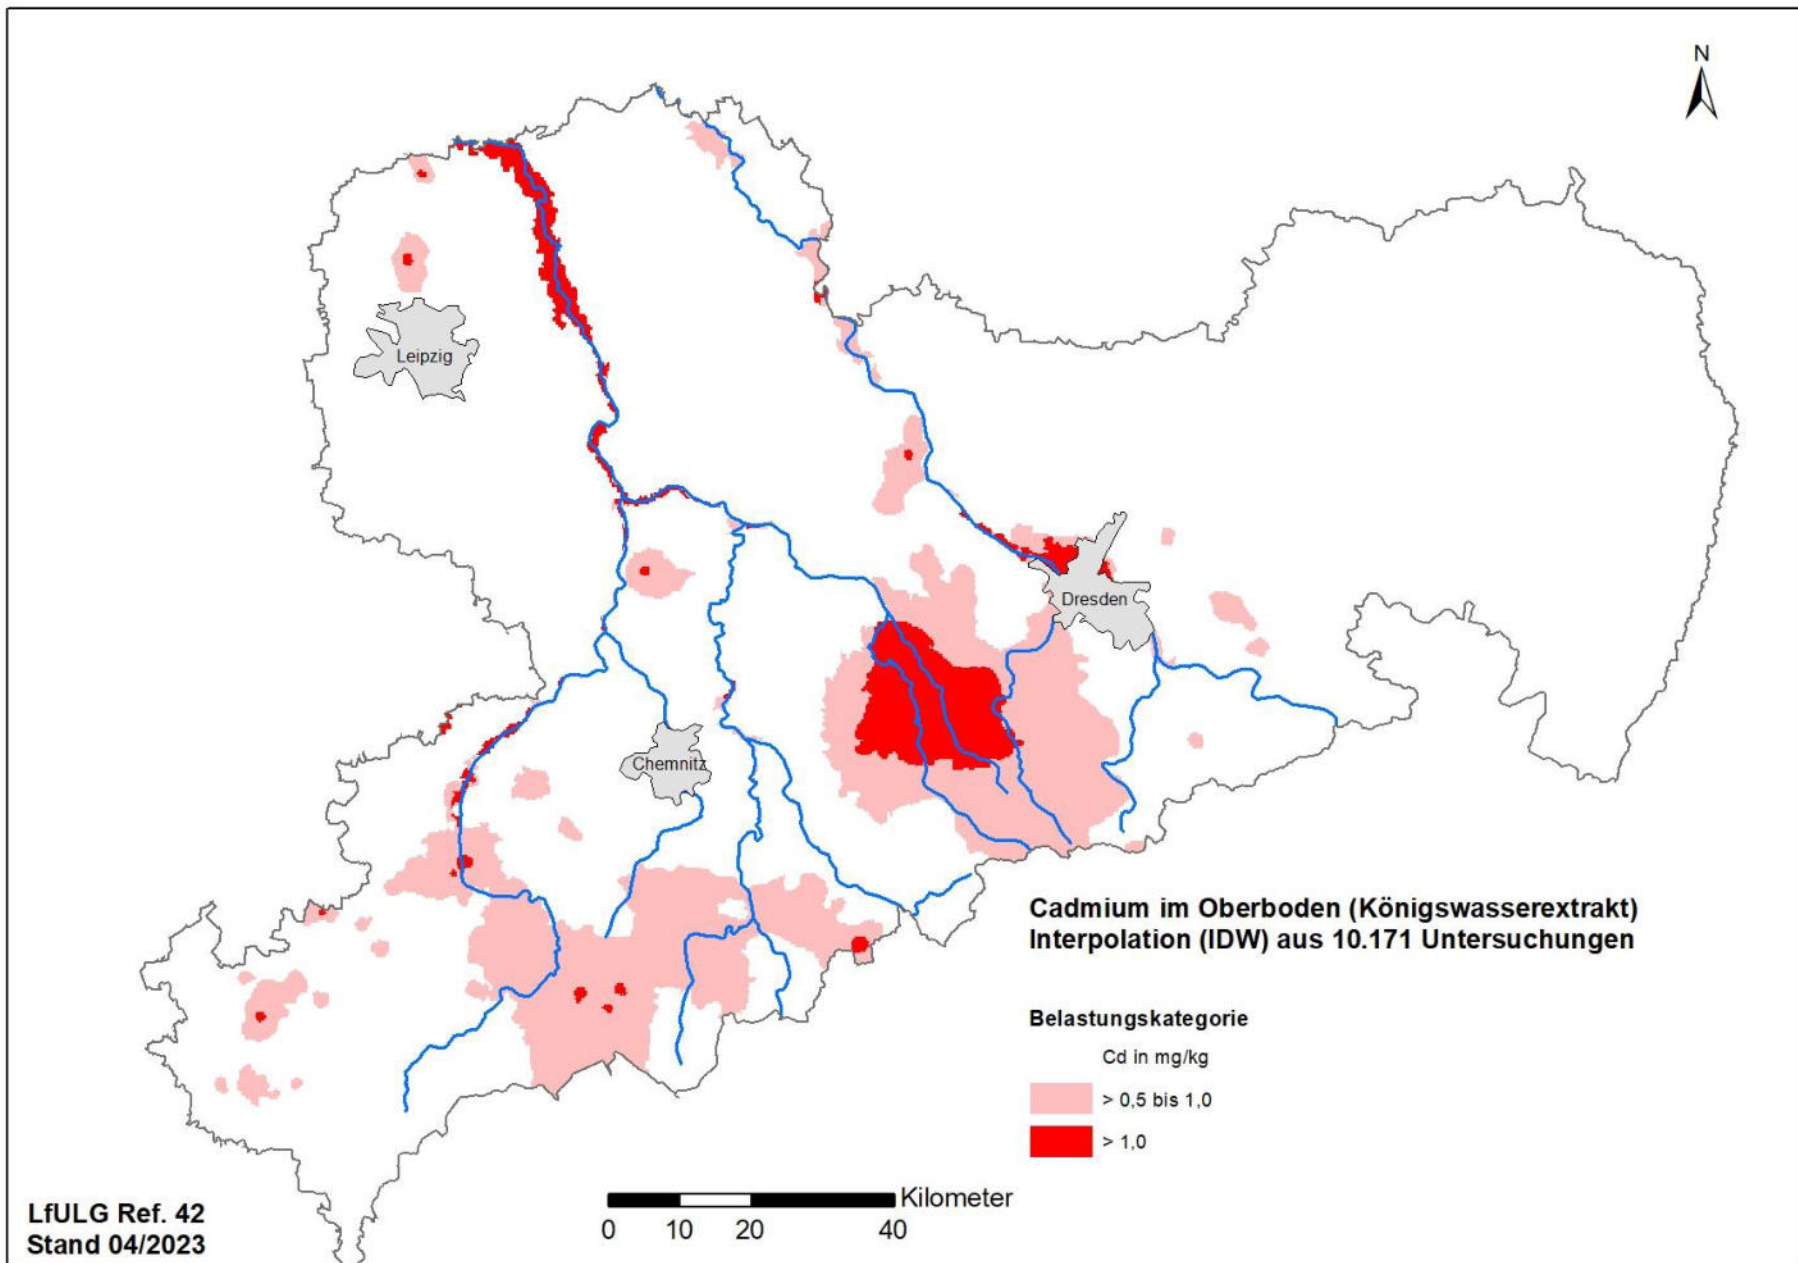 N
Leipzig
Dresden
Chemnitz
Cadmium im Oberboden (Königswasserextrakt)
Interpolation (IDW) aus 10.171 Untersuchungen
Belastungskategorie
Cd in mg/kg
> 0,5 bis 1,0
> 1,0
Kilometer
0 10 20 40
LfULG Ref. 42
Stand 04/2023